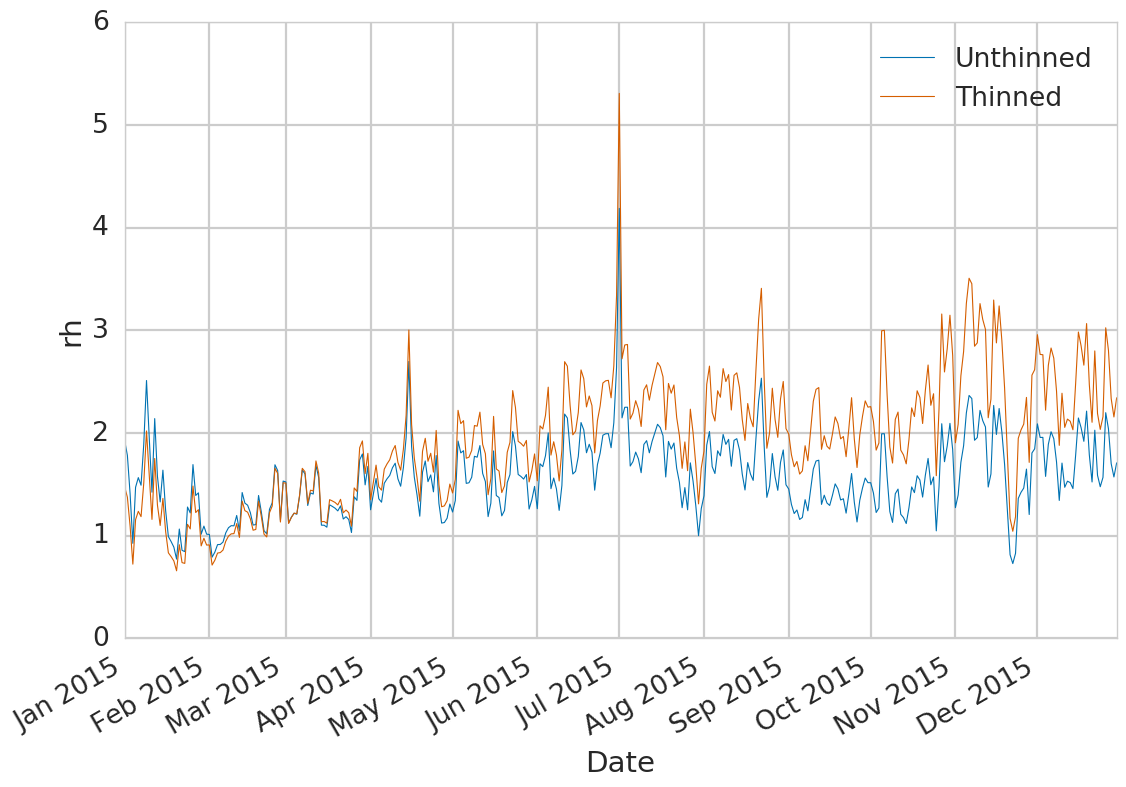 6
5
4
3
2
1
0
rh
Unthinned
Thinned
Jan 2015
Feb 2015
Mar 2015
Apr 2015
May 2015
Jun 2015
Jul 2015
Aug 2015
Sep 2015
Oct 2015
Nov 2015
Dec 2015
Date